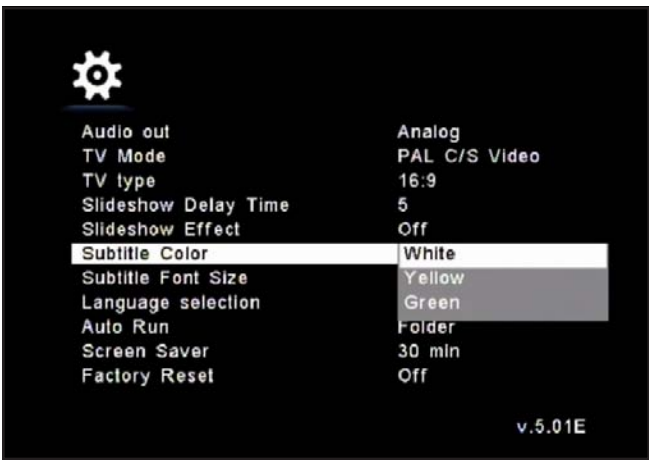 Audio out Analog
TV Mode PAL C/S Video
TV type 16:9
Slideshow Delay Time 5
Slideshow Effect Off
Subtitle Color White
Subtitle Font Size Yellow
Language selection Green
Auto Run Folder
Screen Saver 30 min
Factory Reset Off
v.5.01E